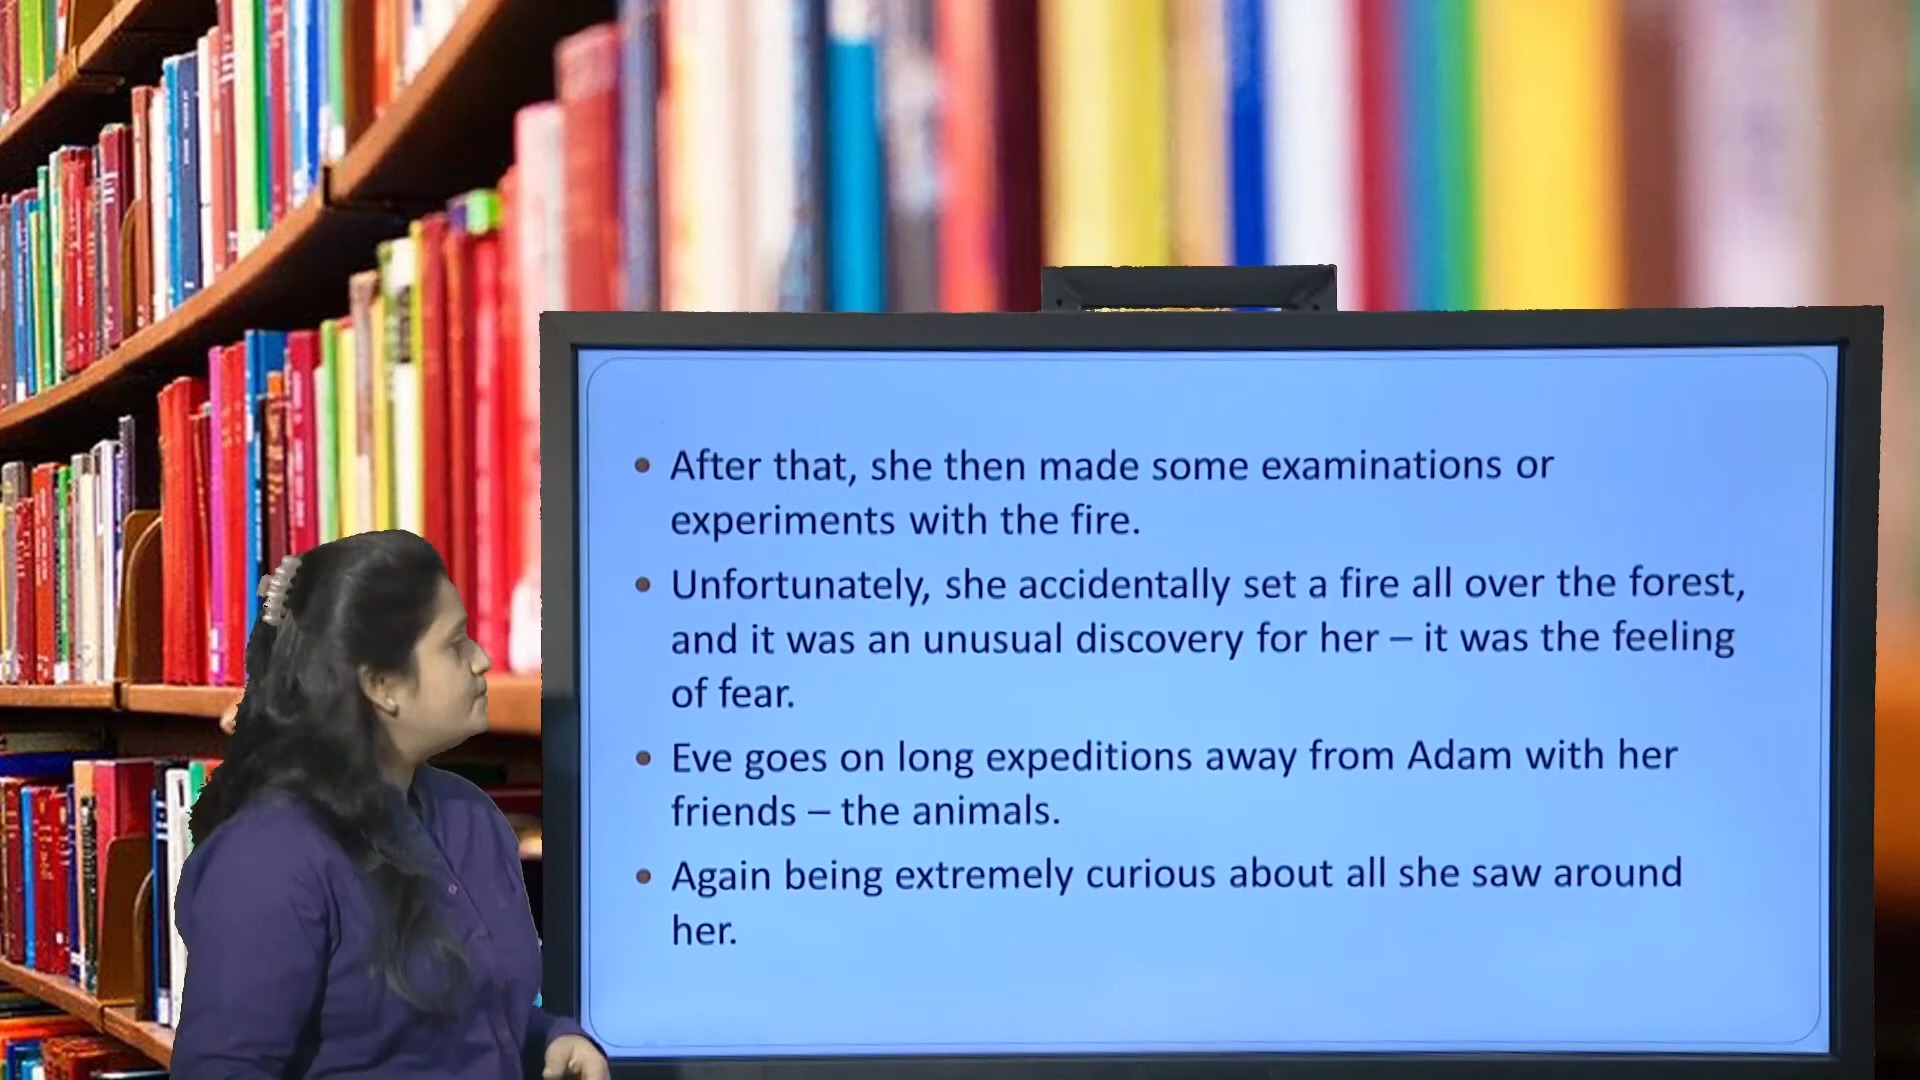 • After that, she then made some examinations or
experiments with the fire.
• Unfortunately, she accidentally set a fire all over the forest,
and it was an unusual discovery for her – it was the feeling
of fear.
• Eve goes on long expeditions away from Adam with her
friends – the animals.
• Again being extremely curious about all she saw around
her.